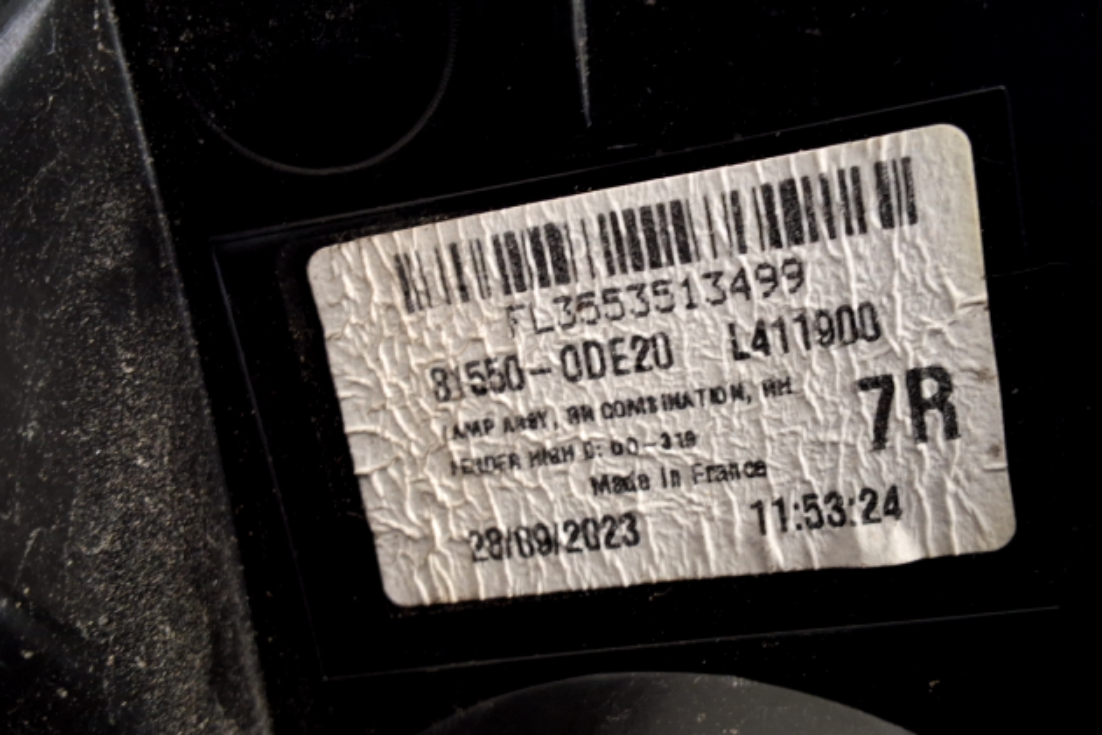 FL3553513499
81550-0DE20 L411900
LAMP ASSY, RR COMBINATION, RH
7R
Made In France
28/09/2023 11:53:24